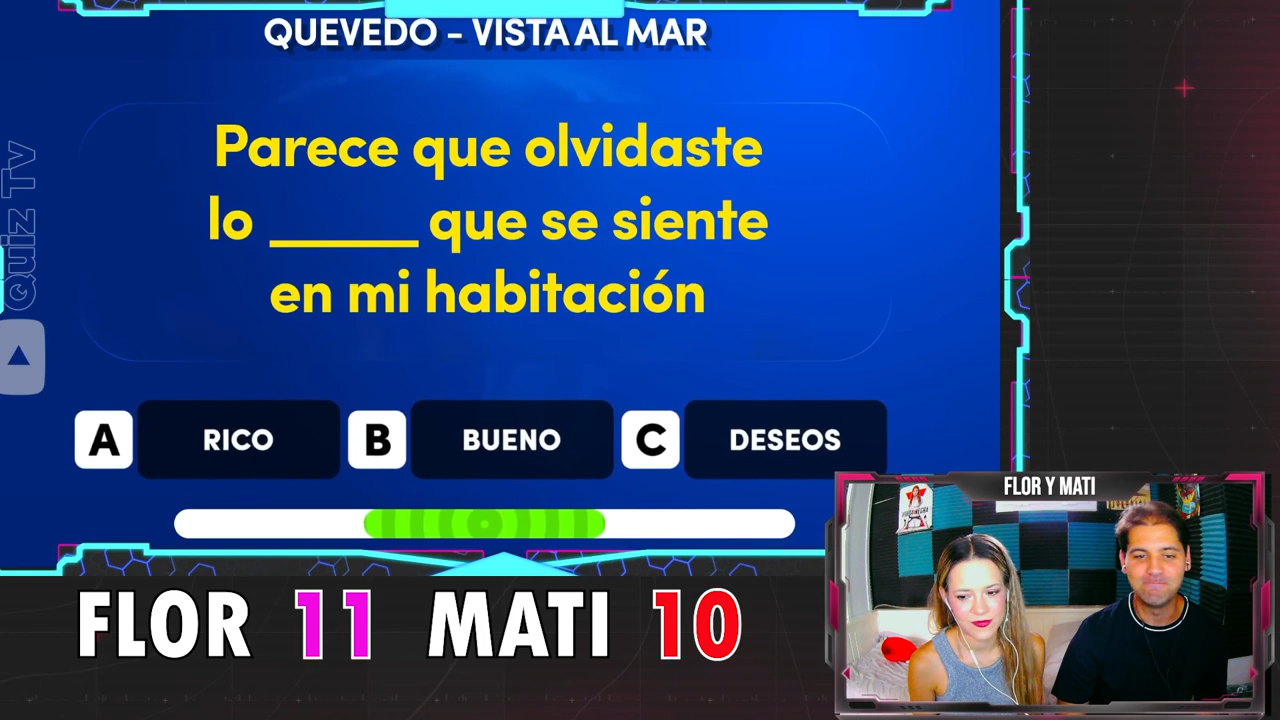 QUEVEDO - VISTA AL MAR
Parece que olvidaste
lo _____ que se siente
en mi habitación
A RICO B BUENO C DESEOS
Quiz Tv
FLOR Y MATI
FLOR 11 MATI 10